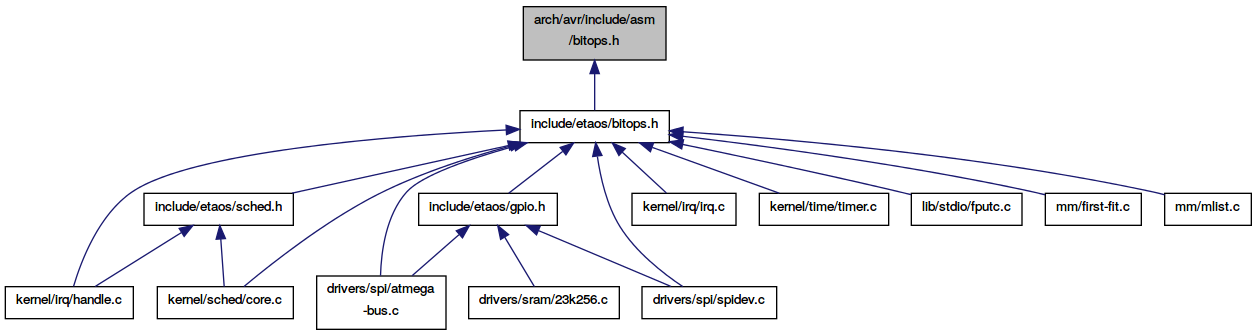 arch/avr/include/asm
/bitops.h
include/etaos/bitops.h
include/etaos/sched.h
include/etaos/gpio.h
kernel/irq/irq.c
kernel/time/timer.c
lib/stdio/fputc.c
mm/first-fit.c
mm/mlist.c
kernel/irq/handle.c
kernel/sched/core.c
drivers/spi/atmega
-bus.c
drivers/sram/23k256.c
drivers/spi/spidev.c